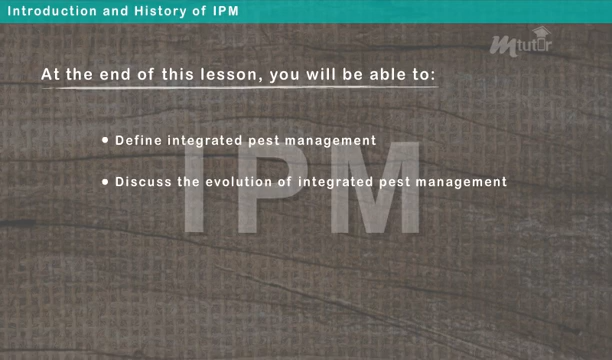 Introduction and History of IPM
mtutor
At the end of this lesson, you will be able to:
• Define integrated pest management
IPM
• Discuss the evolution of integrated pest management